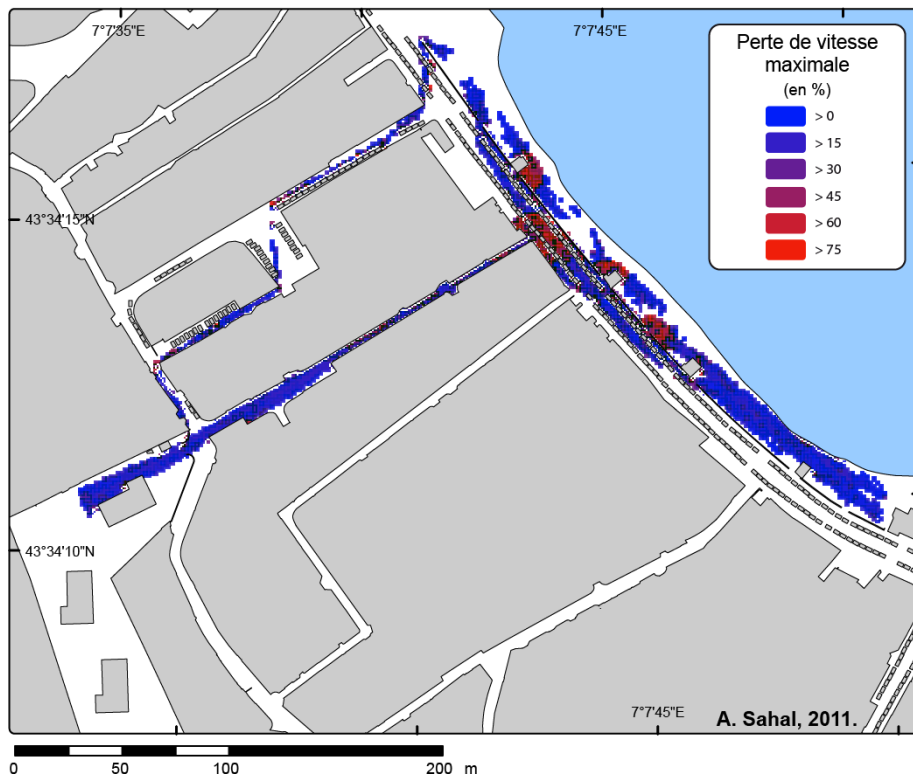 7°7'35"E
7°7'45"E
Perte de vitesse
maximale
(en %)
> 0
> 15
> 30
> 45
> 60
> 75
43°34'15"N
43°34'10"N
7°7'45"E
A. Sahal, 2011.
0
50
100
200
m